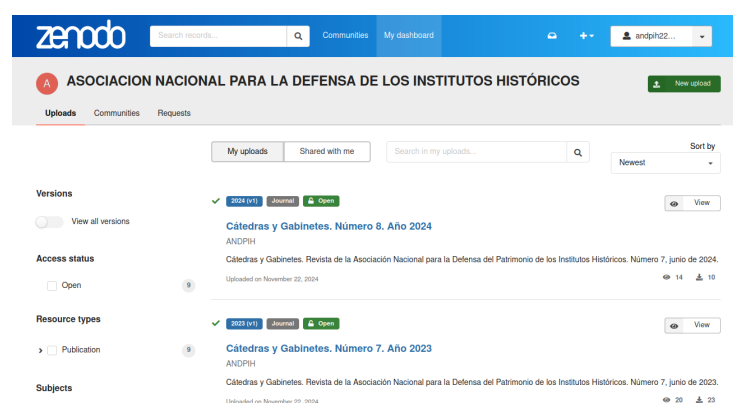 zenodo
Search records...
Communities
My dashboard
andpih22...
A
ASOCIACION NACIONAL PARA LA DEFENSA DE LOS INSTITUTOS HISTÓRICOS
New upload
Uploads
Communities
Requests
My uploads
Shared with me
Search in my uploads...
Sort by
Newest
Versions
View all versions
Access status
Open
9
Resource types
Publication
9
Subjects
2024 (v1)
Journal
Open
View
Cátedras y Gabinetes. Número 8. Año 2024
ANDPIH
Cátedras y Gabinetes. Revista de la Asociación Nacional para la Defensa del Patrimonio de los Institutos Históricos. Número 7, junio de 2024.
Uploaded on November 22, 2024
14
10
2023 (v1)
Journal
Open
View
Cátedras y Gabinetes. Número 7. Año 2023
ANDPIH
Cátedras y Gabinetes. Revista de la Asociación Nacional para la Defensa del Patrimonio de los Institutos Históricos. Número 7, junio de 2023.
Uploaded on November 22, 2024
20
23